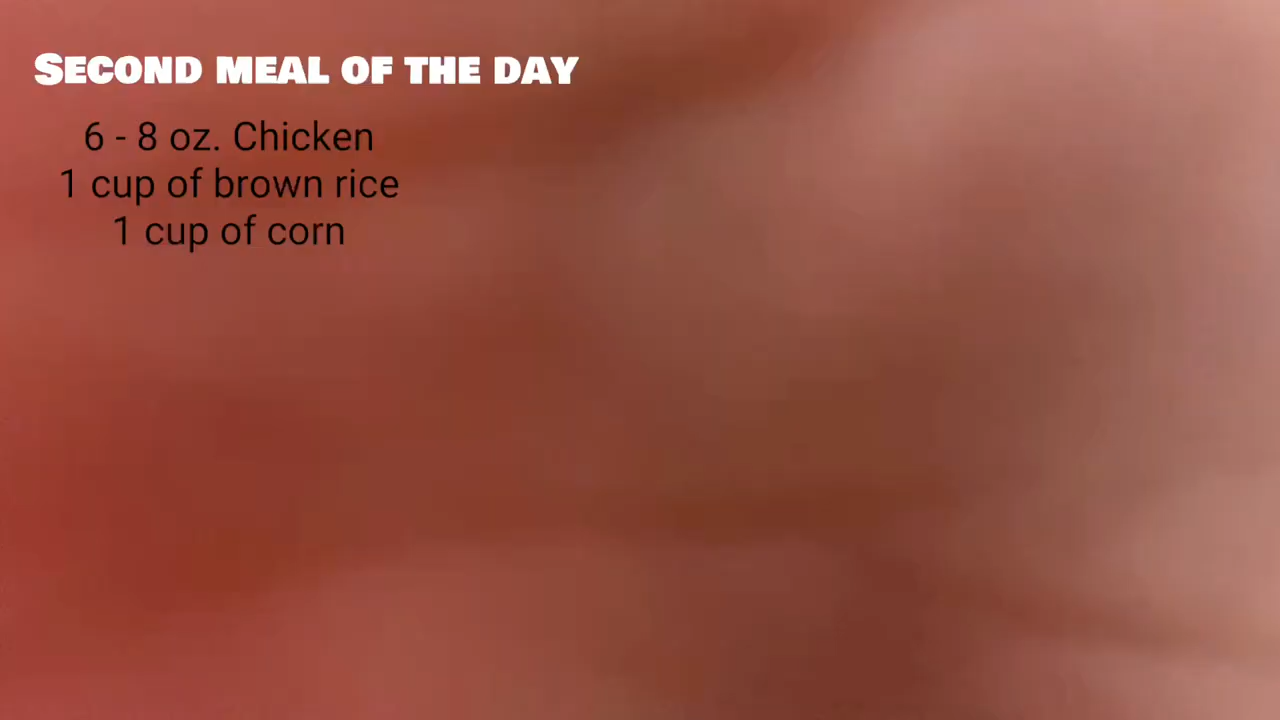 Second meal of the day
6 - 8 oz. Chicken
1 cup of brown rice
1 cup of corn